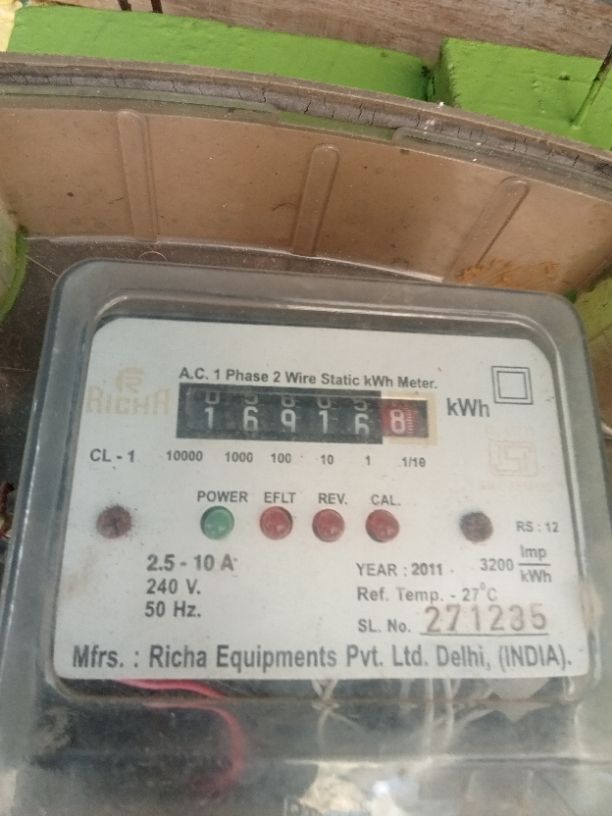 A.C. 1 Phase 2 Wire Static kWh Meter.
RICHA
1 6 9 1 6 8 kWh
CL - 1 10000 1000 100 10 1 1/10
POWER EFLT REV. CAL.
RS : 12
2.5 - 10 A
240 V.
50 Hz.
YEAR : 2011 . 3200 Imp/kWh
Ref. Temp. - 27°C
SL. No. 271235
Mfrs. : Richa Equipments Pvt. Ltd. Delhi, (INDIA).